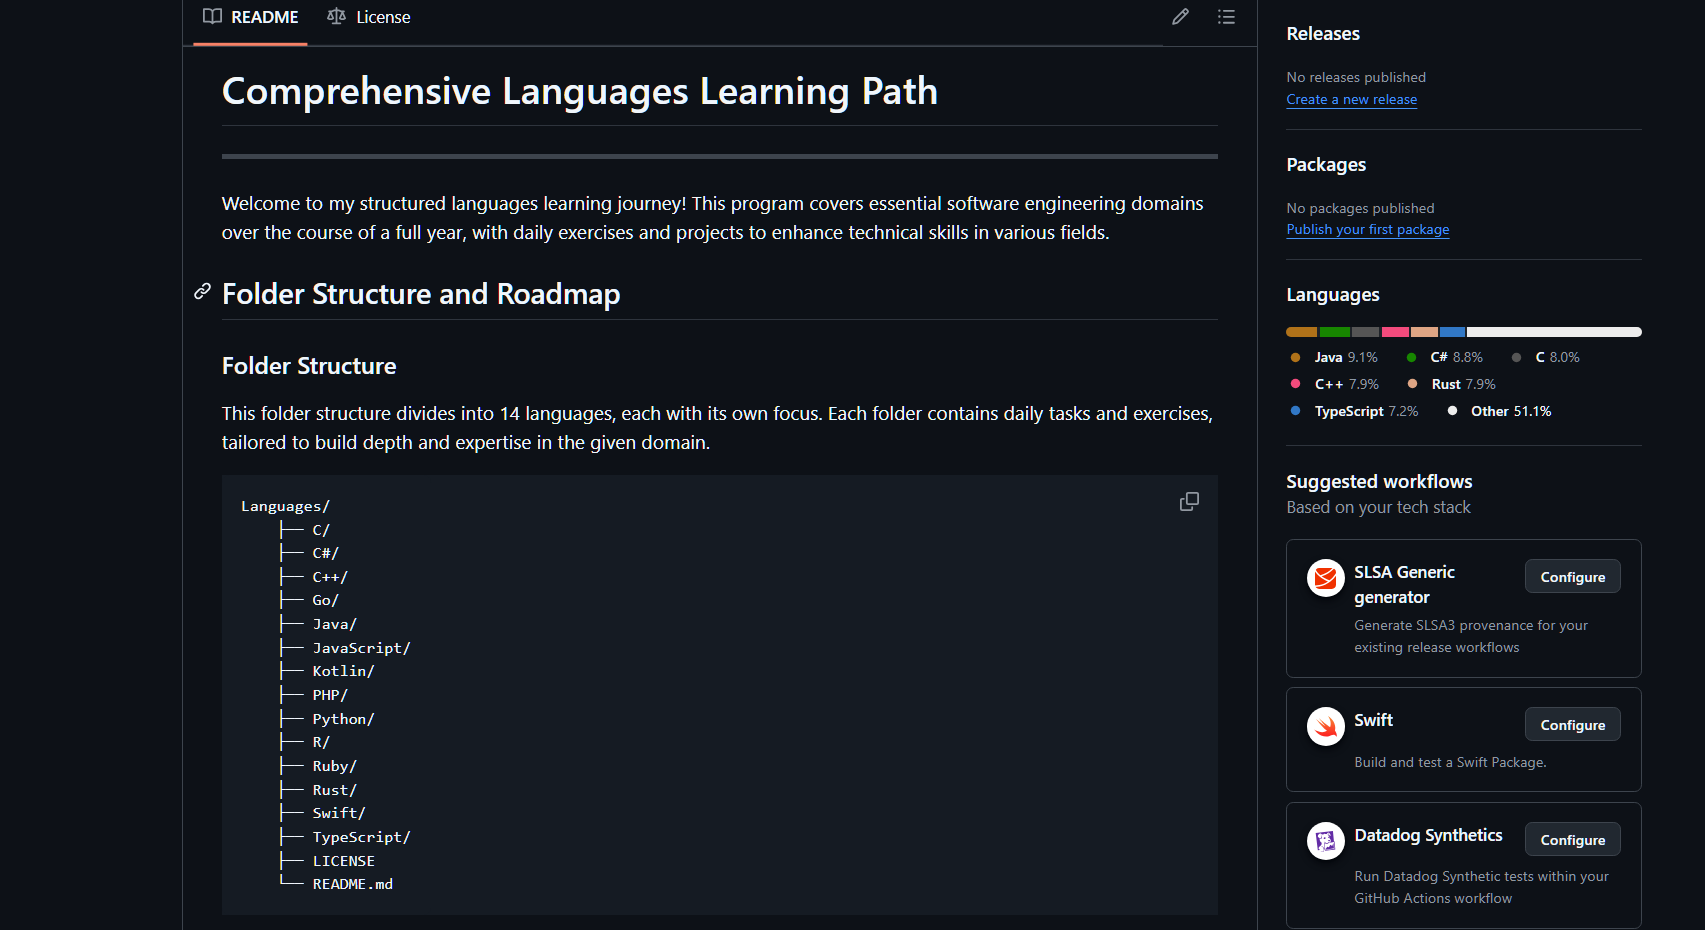 README License
Comprehensive Languages Learning Path
Welcome to my structured languages learning journey! This program covers essential software engineering domains
over the course of a full year, with daily exercises and projects to enhance technical skills in various fields.
Folder Structure and Roadmap
Folder Structure
This folder structure divides into 14 languages, each with its own focus. Each folder contains daily tasks and exercises,
tailored to build depth and expertise in the given domain.
Languages/
├── C/
├── C#/
├── C++/
├── Go/
├── Java/
├── JavaScript/
├── Kotlin/
├── PHP/
├── Python/
├── R/
├── Ruby/
├── Rust/
├── Swift/
├── TypeScript/
├── LICENSE
└── README.md
Releases
No releases published
Create a new release
Packages
No packages published
Publish your first package
Languages
Java 9.1% C# 8.8% C 8.0%
C++ 7.9% Rust 7.9%
TypeScript 7.2% Other 51.1%
Suggested workflows
Based on your tech stack
SLSA Generic
generator
Configure
Generate SLSA3 provenance for your
existing release workflows
Swift
Configure
Build and test a Swift Package.
Datadog Synthetics
Configure
Run Datadog Synthetic tests within your
GitHub Actions workflow